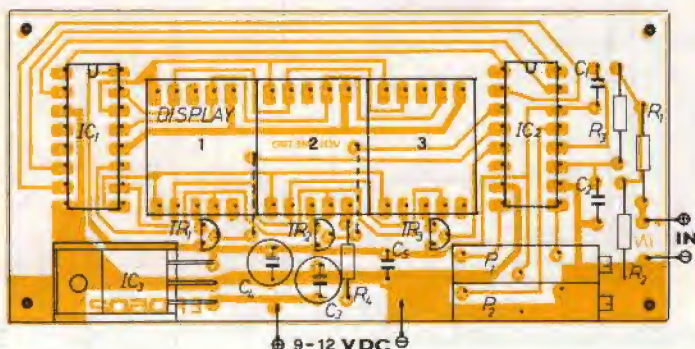 IC₁
DISPLAY
1
2
3
IC₂
C₁
R₃
R₁
C₂
R₂
IN
⊕
⊖
TR₁
TR₂
TR₃
IC₃
C₄
C₃
R₄
C₅
P₁
P₂
⊕ 9-12 VDC ⊖